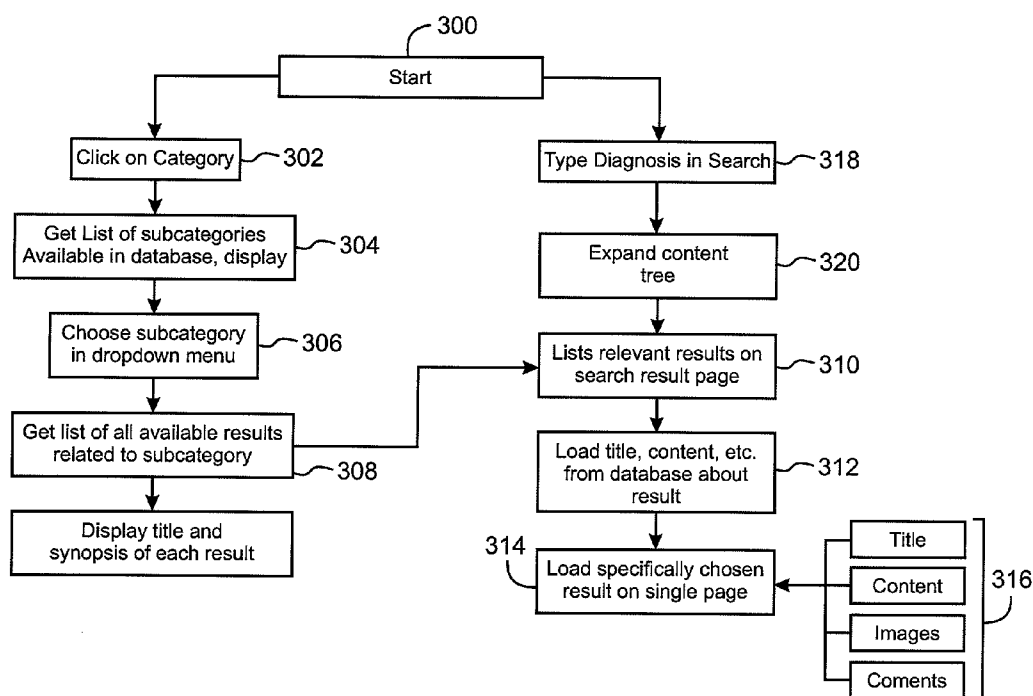 300
Start
Click on Category
302
Get List of subcategories
Available in database, display
304
Choose subcategory
in dropdown menu
306
Get list of all available results
related to subcategory
308
Display title and
synopsis of each result
Type Diagnosis in Search
318
Expand content
tree
320
Lists relevant results on
search result page
310
Load title, content, etc.
from database about
result
312
314
Load specifically chosen
result on single page
Title
Content
Images
Coments
316